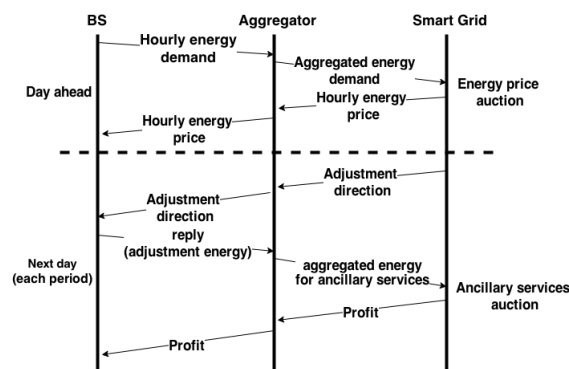 BS
Aggregator
Smart Grid
Hourly energy
demand
Aggregated energy
demand
Day ahead
Energy price
auction
Hourly energy
price
Hourly energy
price
Adjustment
direction
Adjustment
direction
reply
(adjustment energy)
Next day
(each period)
aggregated energy
for ancillary services
Ancillary services
auction
Profit
Profit